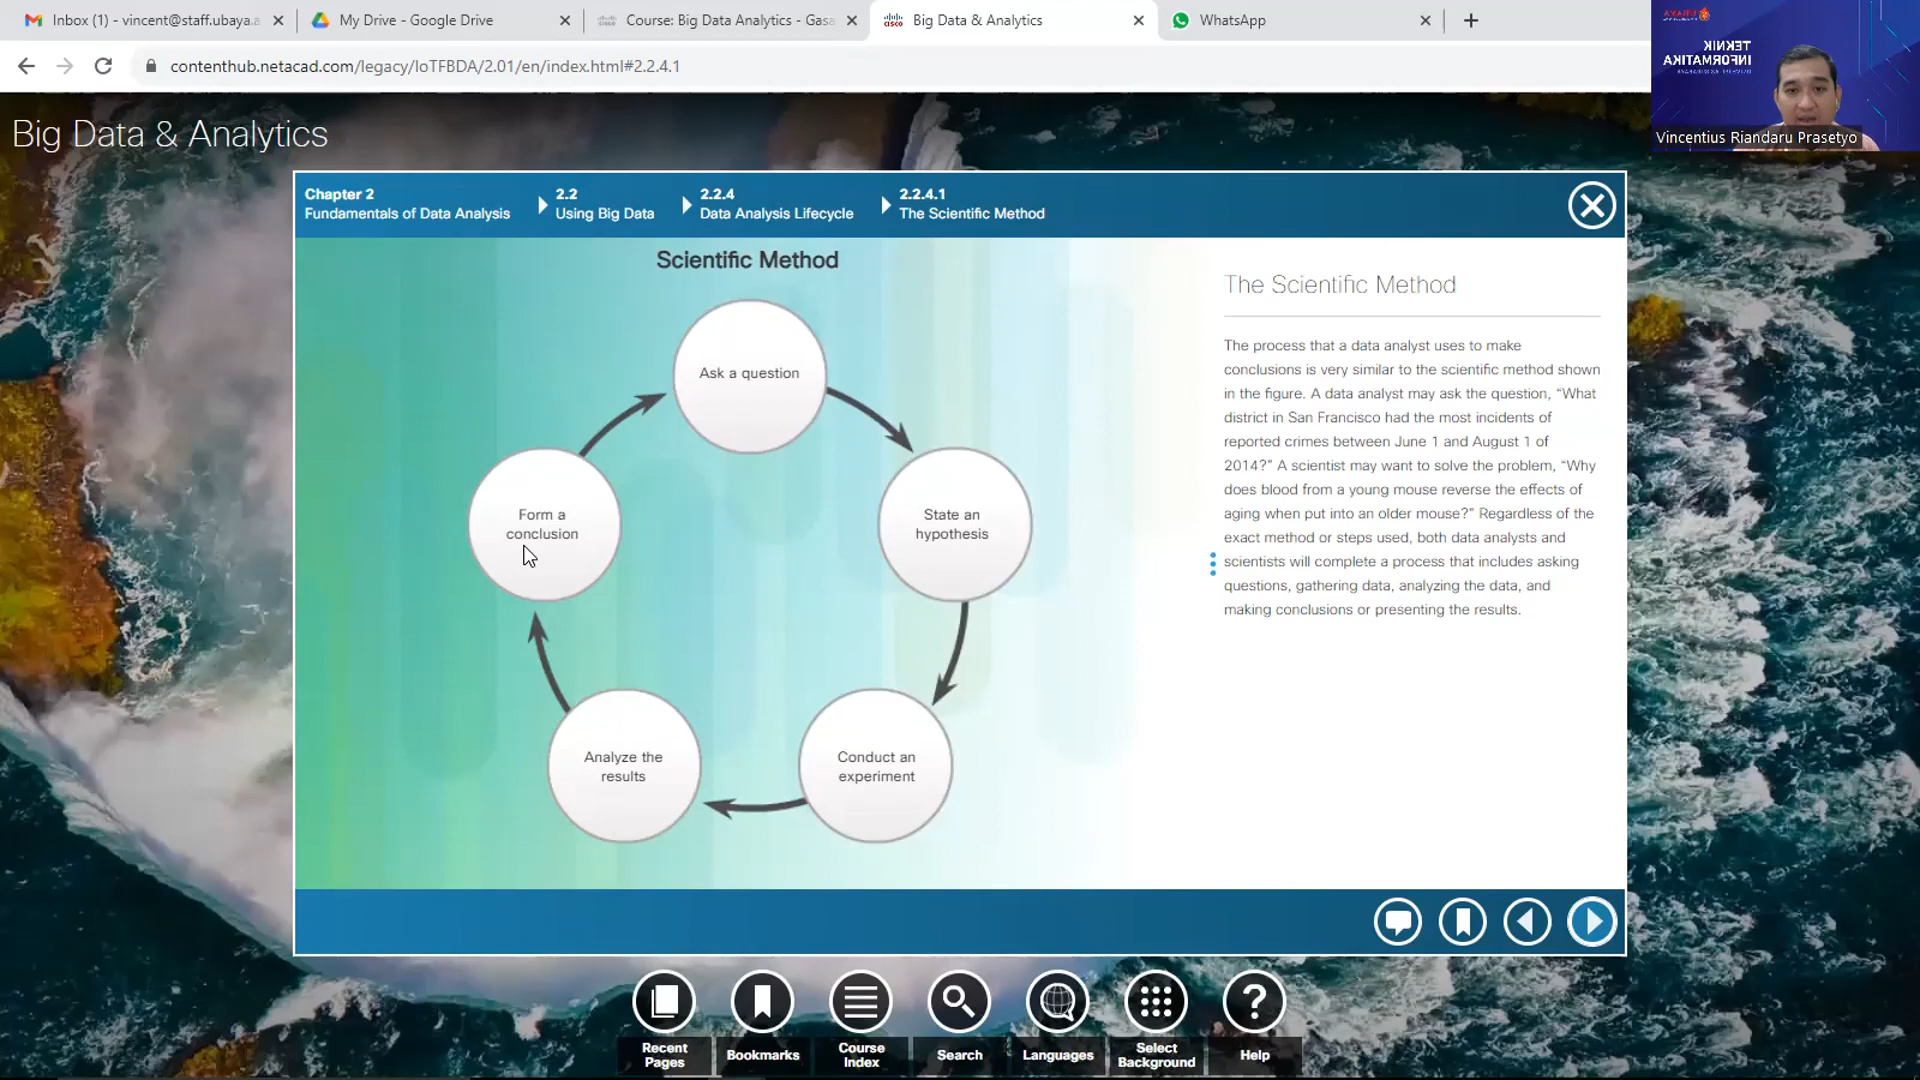 Inbox (1) - vincent@staff.ubaya.a
My Drive - Google Drive
Course: Big Data Analytics - Gasa
Big Data & Analytics
WhatsApp
contenthub.netacad.com/legacy/IoTFBDA/2.01/en/index.html#2.2.4.1
TEKNIK
INFORMATIKA
Vincentius Riandaru Prasetyo
Big Data & Analytics
Chapter 2
Fundamentals of Data Analysis
2.2
Using Big Data
2.2.4
Data Analysis Lifecycle
2.2.4.1
The Scientific Method
Scientific Method
Ask a question
State an
hypothesis
Conduct an
experiment
Analyze the
results
Form a
conclusion
The Scientific Method
The process that a data analyst uses to make
conclusions is very similar to the scientific method shown
in the figure. A data analyst may ask the question, “What
district in San Francisco had the most incidents of
reported crimes between June 1 and August 1 of
2014?” A scientist may want to solve the problem, “Why
does blood from a young mouse reverse the effects of
aging when put into an older mouse?” Regardless of the
exact method or steps used, both data analysts and
scientists will complete a process that includes asking
questions, gathering data, analyzing the data, and
making conclusions or presenting the results.
Recent
Pages
Bookmarks
Course
Index
Search
Languages
Select
Background
Help